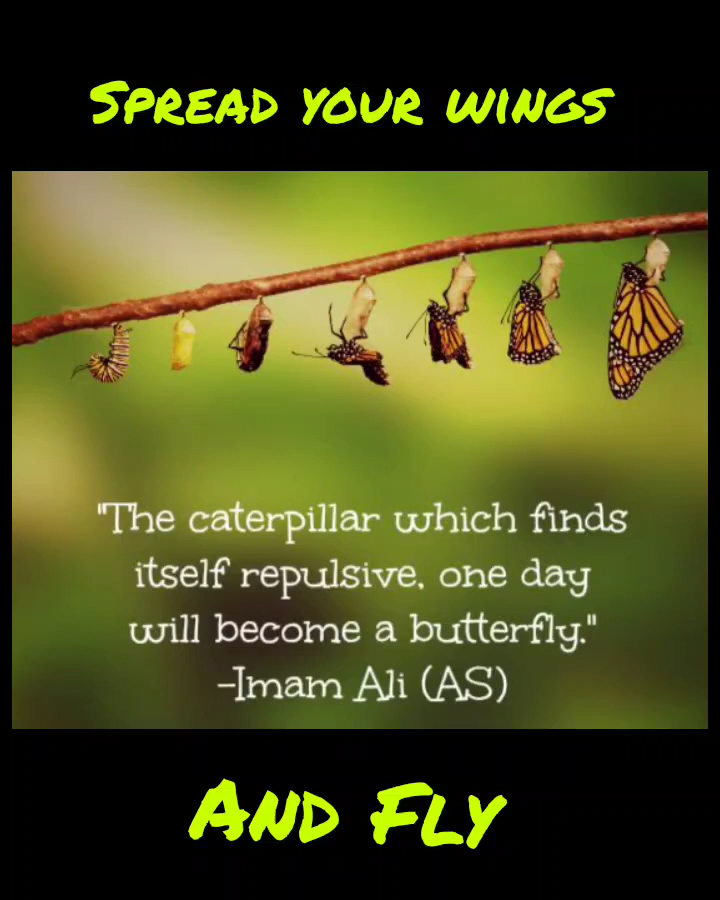 Spread your wings
"The caterpillar which finds
itself repulsive, one day
will become a butterfly."
-Imam Ali (AS)
And Fly